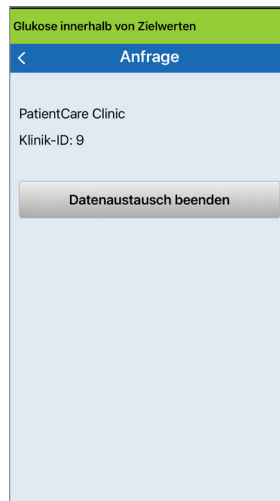 Glukose innerhalb von Zielwerten
Anfrage
PatientCare Clinic
Klinik-ID: 9
Datenaustausch beenden